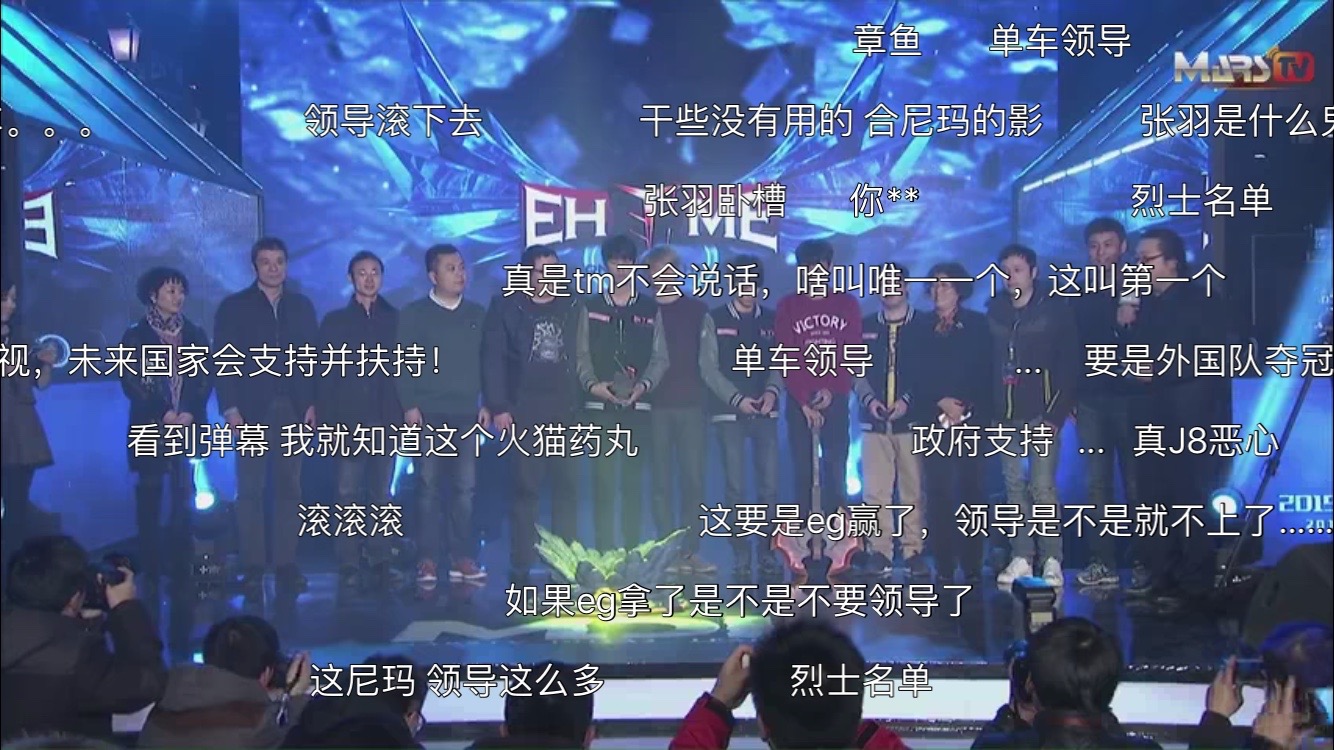 章鱼 单车领导
MarsTV
。。。 领导滚下去 干些没有用的 合尼玛的影 张羽是什么
张羽卧槽 你** 烈士名单
EHOME
真是tm不会说话，啥叫唯一一个，这叫第一个
VICTORY
视，未来国家会支持并扶持！ 单车领导 ... 要是外国队夺冠
看到弹幕 我就知道这个火猫药丸 政府支持 ... 真J8恶心
2015
滚滚滚 这要是eg赢了，领导是不是就不上了......
如果eg拿了是不是不要领导了
这尼玛 领导这么多 烈士名单